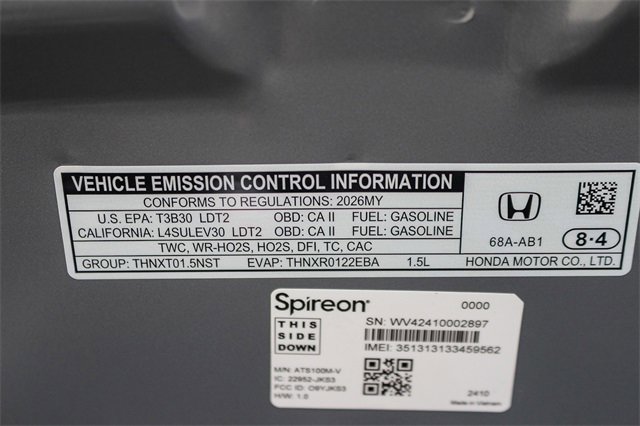 VEHICLE EMISSION CONTROL INFORMATION
CONFORMS TO REGULATIONS: 2026MY
U.S. EPA: T3B30 LDT2 OBD: CA II FUEL: GASOLINE
CALIFORNIA: L4SULEV30 LDT2 OBD: CA II FUEL: GASOLINE
TWC, WR-HO2S, HO2S, DFI, TC, CAC
GROUP: THNXT01.5NST EVAP: THNXR0122EBA 1.5L
68A-AB1 8·4
HONDA MOTOR CO., LTD.
Spireon® 0000
THIS
SIDE
DOWN
SN: WV42410002897
IMEI: 351313133459562
M/N: ATS100M-V
IC: 22952-JKS3
FCC ID: O9YJKS3
H/W: 1.0
2410
Made in Vietnam